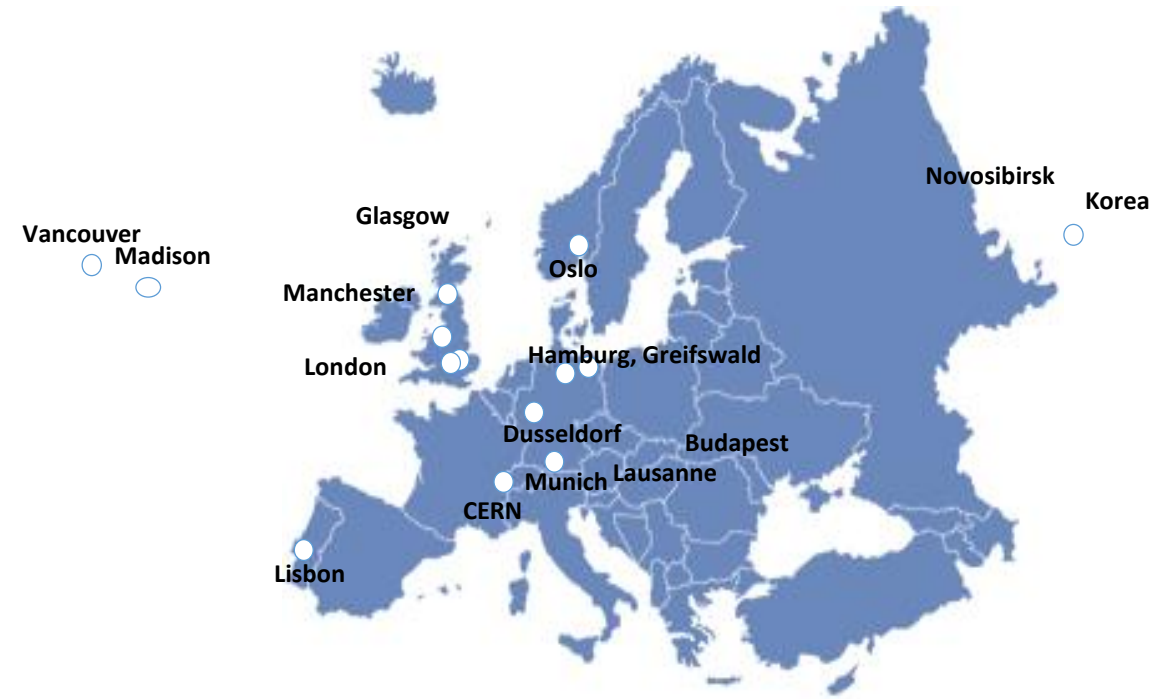 Novosibirsk
Korea
Glasgow
Vancouver
Madison
Oslo
Manchester
Hamburg, Greifswald
London
Dusseldorf
Budapest
Lausanne
Munich
CERN
Lisbon